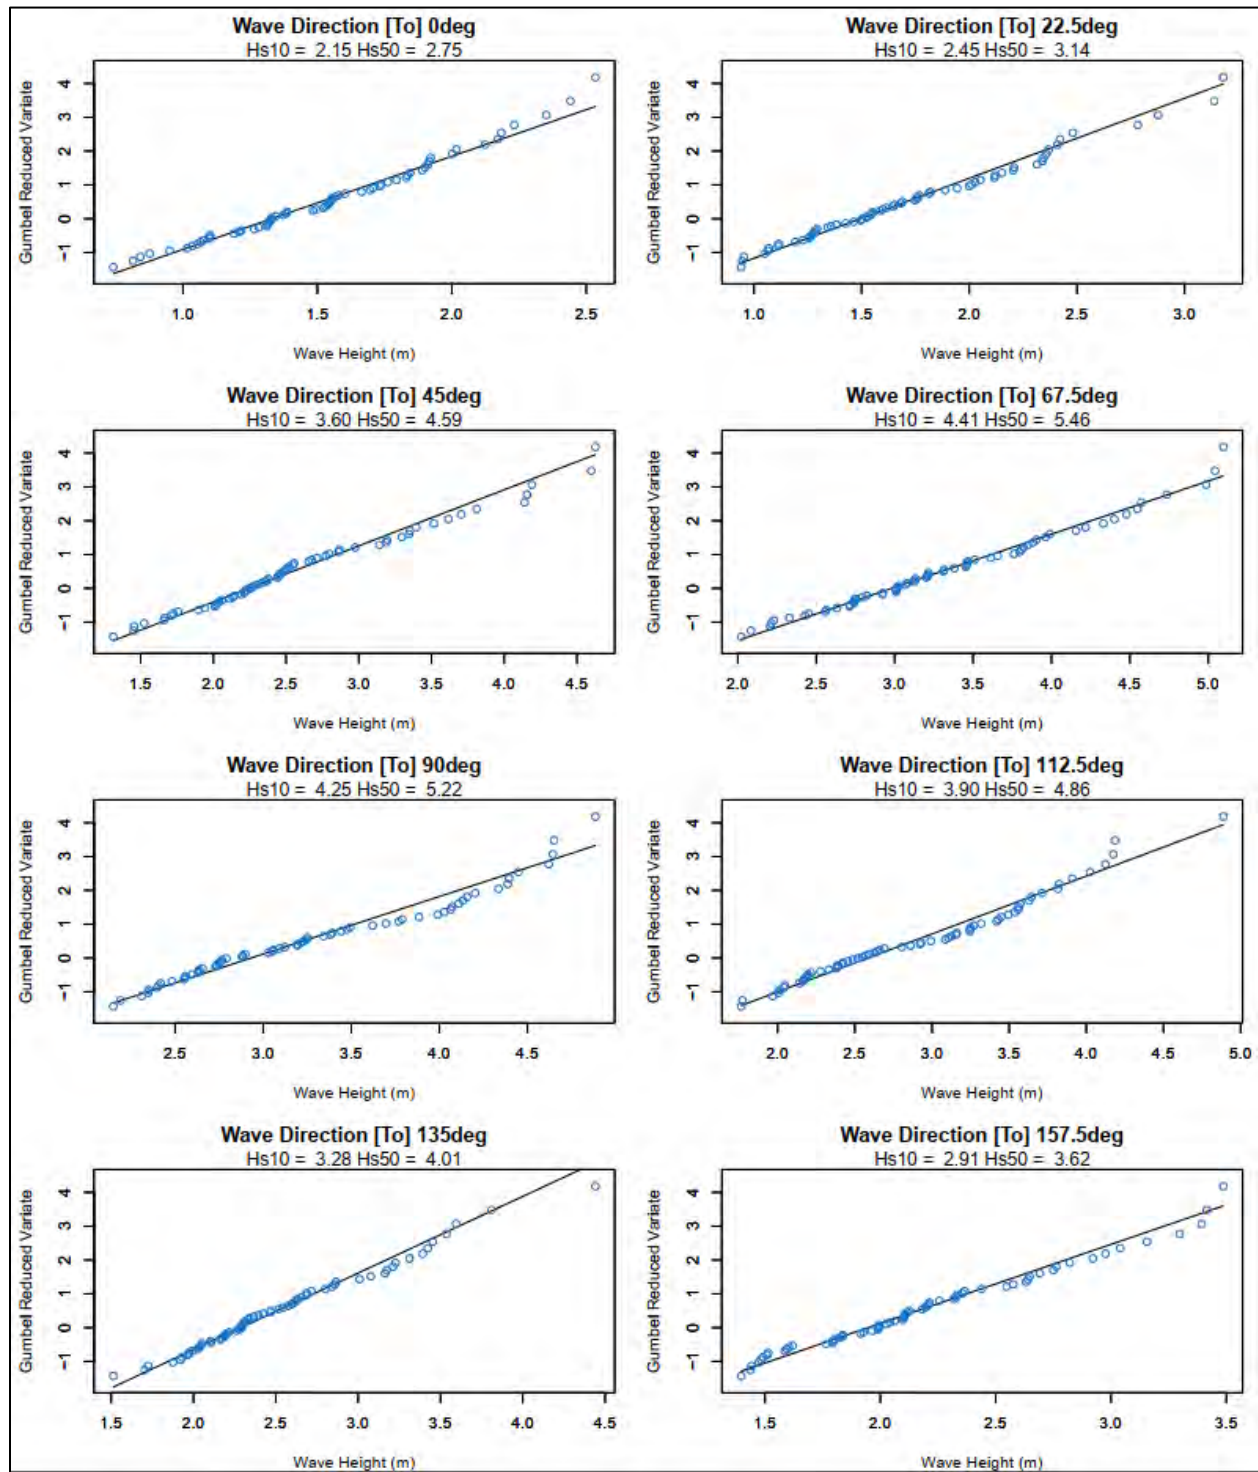 Wave Direction [To] 0deg
Hs10 = 2.15 Hs50 = 2.75
Gumbel Reduced Variate
4
3
2
1
0
−1
1.0 1.5 2.0 2.5
Wave Height (m)
Wave Direction [To] 22.5deg
Hs10 = 2.45 Hs50 = 3.14
Gumbel Reduced Variate
4
3
2
1
0
−1
1.0 1.5 2.0 2.5 3.0
Wave Height (m)
Wave Direction [To] 45deg
Hs10 = 3.60 Hs50 = 4.59
Gumbel Reduced Variate
4
3
2
1
0
−1
1.5 2.0 2.5 3.0 3.5 4.0 4.5
Wave Height (m)
Wave Direction [To] 67.5deg
Hs10 = 4.41 Hs50 = 5.46
Gumbel Reduced Variate
4
3
2
1
0
−1
2.0 2.5 3.0 3.5 4.0 4.5 5.0
Wave Height (m)
Wave Direction [To] 90deg
Hs10 = 4.25 Hs50 = 5.22
Gumbel Reduced Variate
4
3
2
1
0
−1
2.5 3.0 3.5 4.0 4.5
Wave Height (m)
Wave Direction [To] 112.5deg
Hs10 = 3.90 Hs50 = 4.86
Gumbel Reduced Variate
4
3
2
1
0
−1
2.0 2.5 3.0 3.5 4.0 4.5 5.0
Wave Height (m)
Wave Direction [To] 135deg
Hs10 = 3.28 Hs50 = 4.01
Gumbel Reduced Variate
4
3
2
1
0
−1
1.5 2.0 2.5 3.0 3.5 4.0 4.5
Wave Height (m)
Wave Direction [To] 157.5deg
Hs10 = 2.91 Hs50 = 3.62
Gumbel Reduced Variate
4
3
2
1
0
−1
1.5 2.0 2.5 3.0 3.5
Wave Height (m)